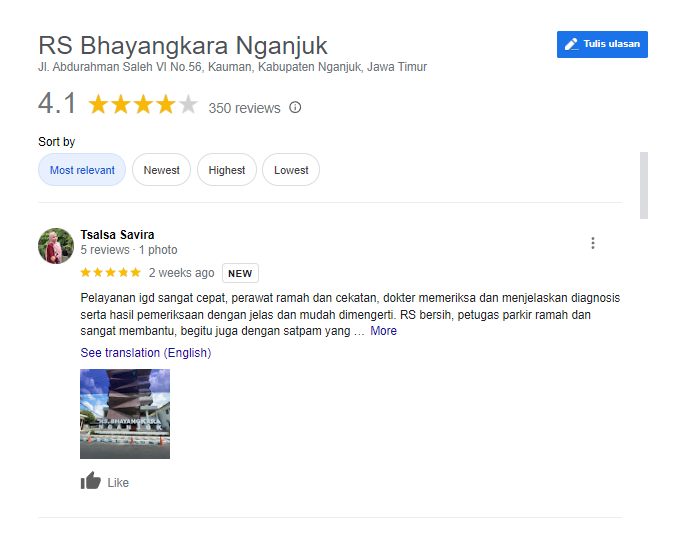 RS Bhayangkara Nganjuk
Tulis ulasan
Jl. Abdurahman Saleh VI No.56, Kauman, Kabupaten Nganjuk, Jawa Timur
4.1 350 reviews
Sort by
Most relevant Newest Highest Lowest
Tsalsa Savira
5 reviews · 1 photo
2 weeks ago NEW
Pelayanan igd sangat cepat, perawat ramah dan cekatan, dokter memeriksa dan menjelaskan diagnosis
serta hasil pemeriksaan dengan jelas dan mudah dimengerti. RS bersih, petugas parkir ramah dan
sangat membantu, begitu juga dengan satpam yang … More
See translation (English)
RS. BHAYANGKARA
NGANJUK
Like